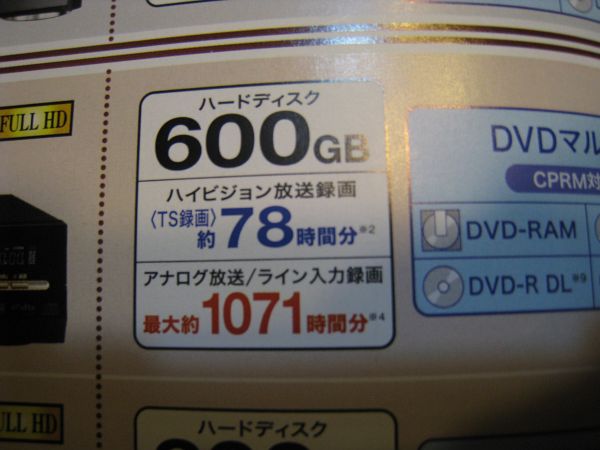 FULL HD
ハードディスク
600GB
ハイビジョン放送録画
〈TS録画〉約78時間分※2
アナログ放送/ライン入力録画
最大約1071時間分※4
DVDマル
CPRM対
DVD-RAM
DVD-R DL※9
FULL HD
ハードディスク